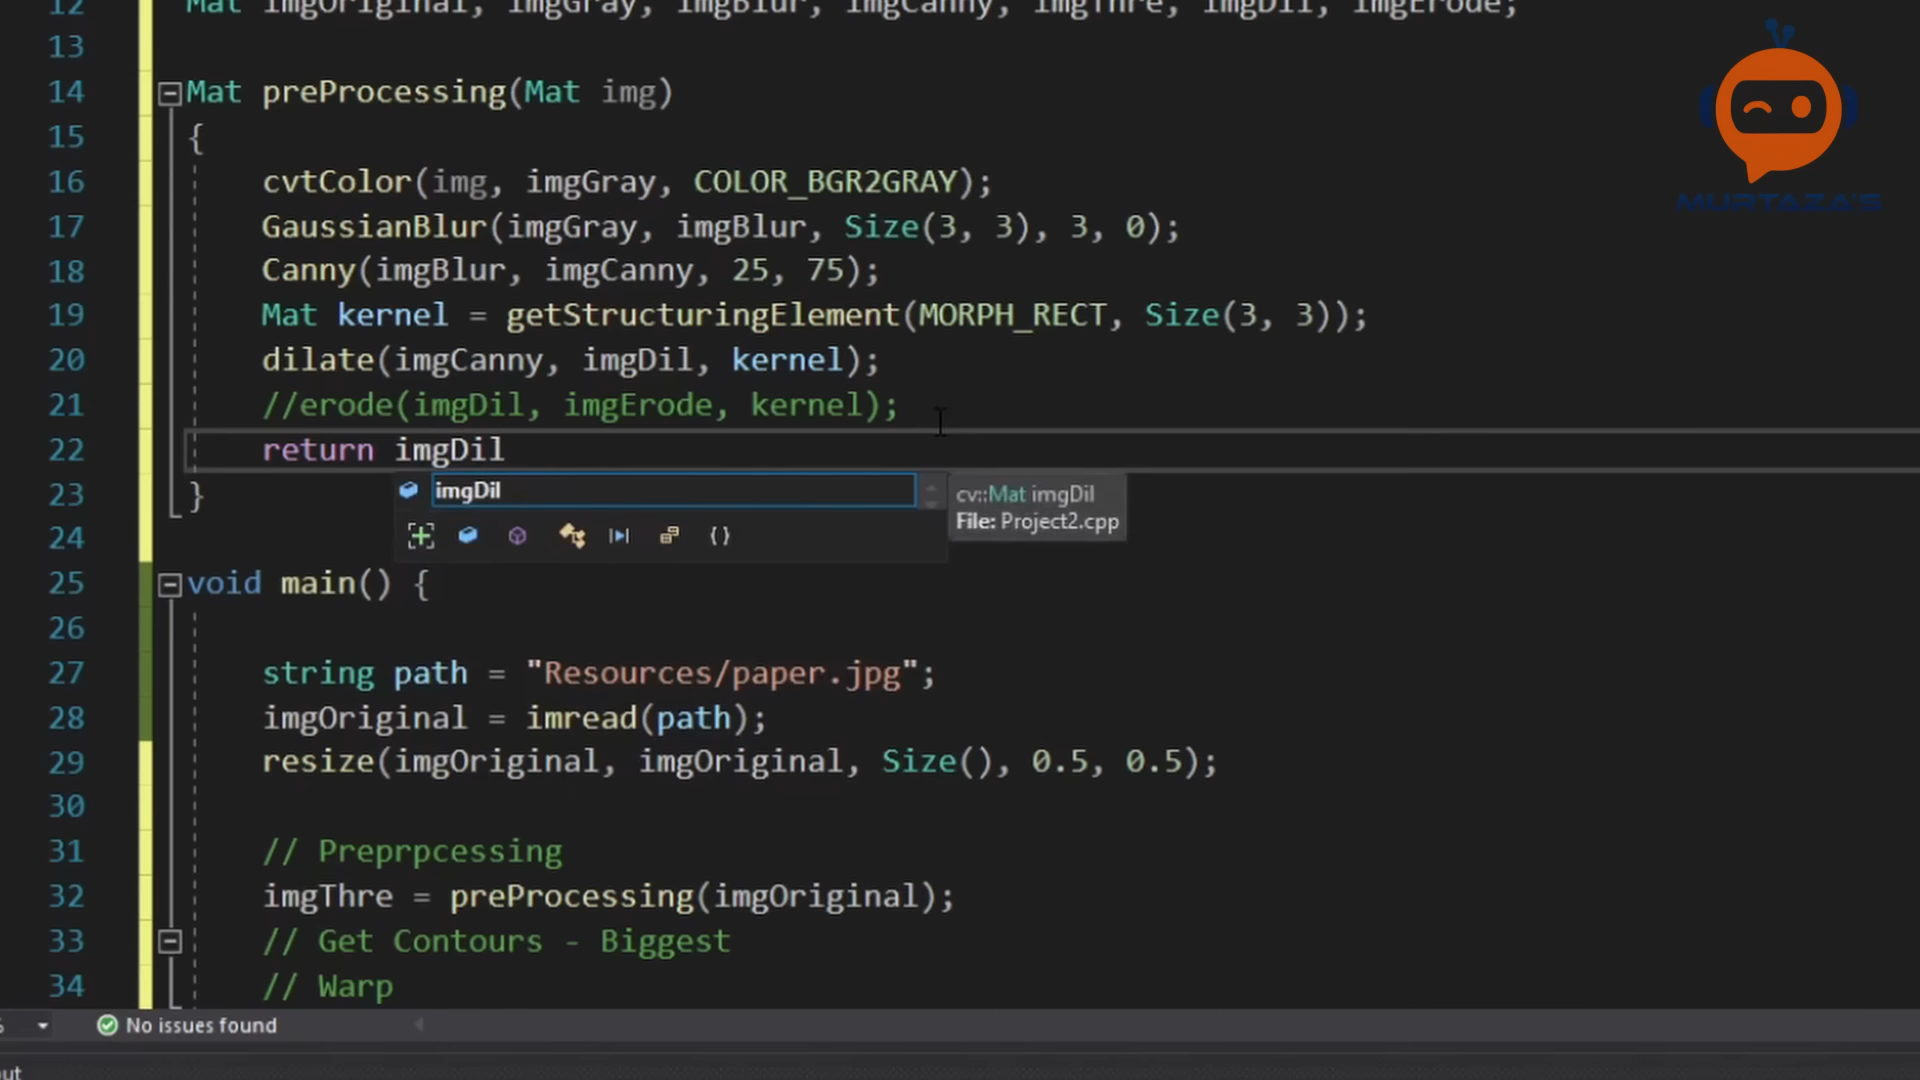 12 Mat imgOriginal, imgGray, imgBlur, imgCanny, imgThre, imgDil, imgErode;
13
14 Mat preProcessing(Mat img)
15 {
16 cvtColor(img, imgGray, COLOR_BGR2GRAY);
17 GaussianBlur(imgGray, imgBlur, Size(3, 3), 3, 0);
18 Canny(imgBlur, imgCanny, 25, 75);
19 Mat kernel = getStructuringElement(MORPH_RECT, Size(3, 3));
20 dilate(imgCanny, imgDil, kernel);
21 //erode(imgDil, imgErode, kernel);
22 return imgDil
imgDil
cv::Mat imgDil
File: Project2.cpp
23 }
24
25 void main() {
26
27 string path = "Resources/paper.jpg";
28 imgOriginal = imread(path);
29 resize(imgOriginal, imgOriginal, Size(), 0.5, 0.5);
30
31 // Preprpcessing
32 imgThre = preProcessing(imgOriginal);
33 // Get Contours - Biggest
34 // Warp
No issues found
MURTAZA'S